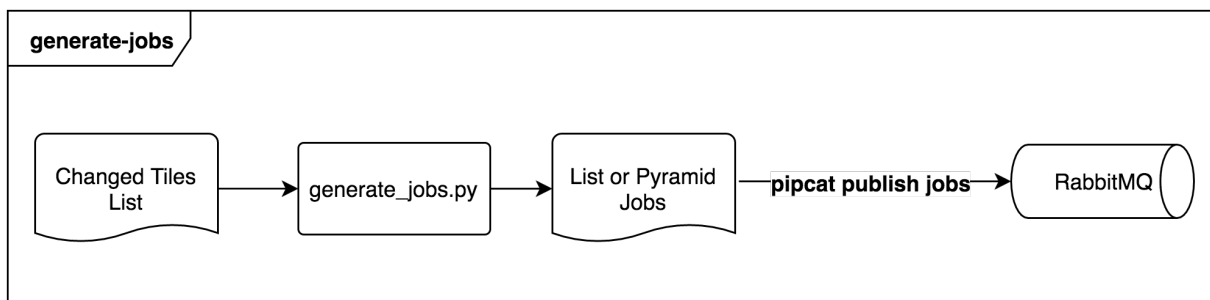 generate-jobs
Changed Tiles
List
generate_jobs.py
List or Pyramid
Jobs
pipcat publish jobs
RabbitMQ